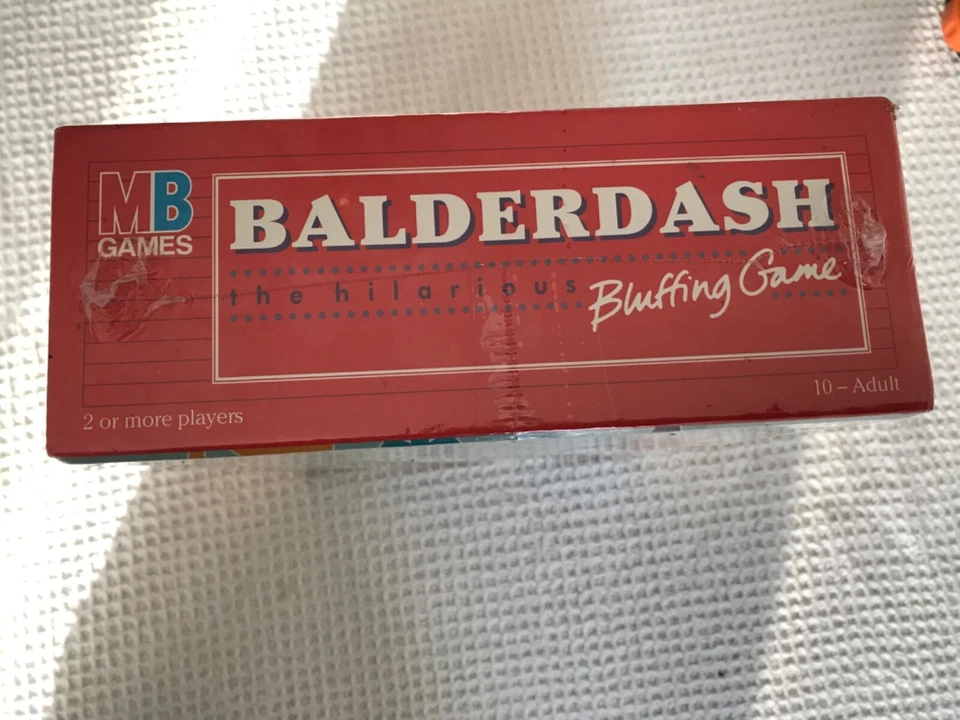 MB
GAMES
BALDERDASH
the hilarious Bluffing Game
2 or more players
10 – Adult